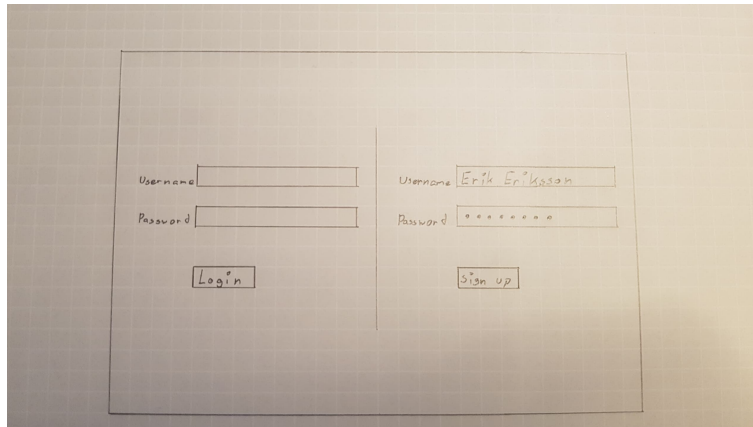 Username
Password
Login
Username Erik Eriksson
Password ••••••••
Sign up